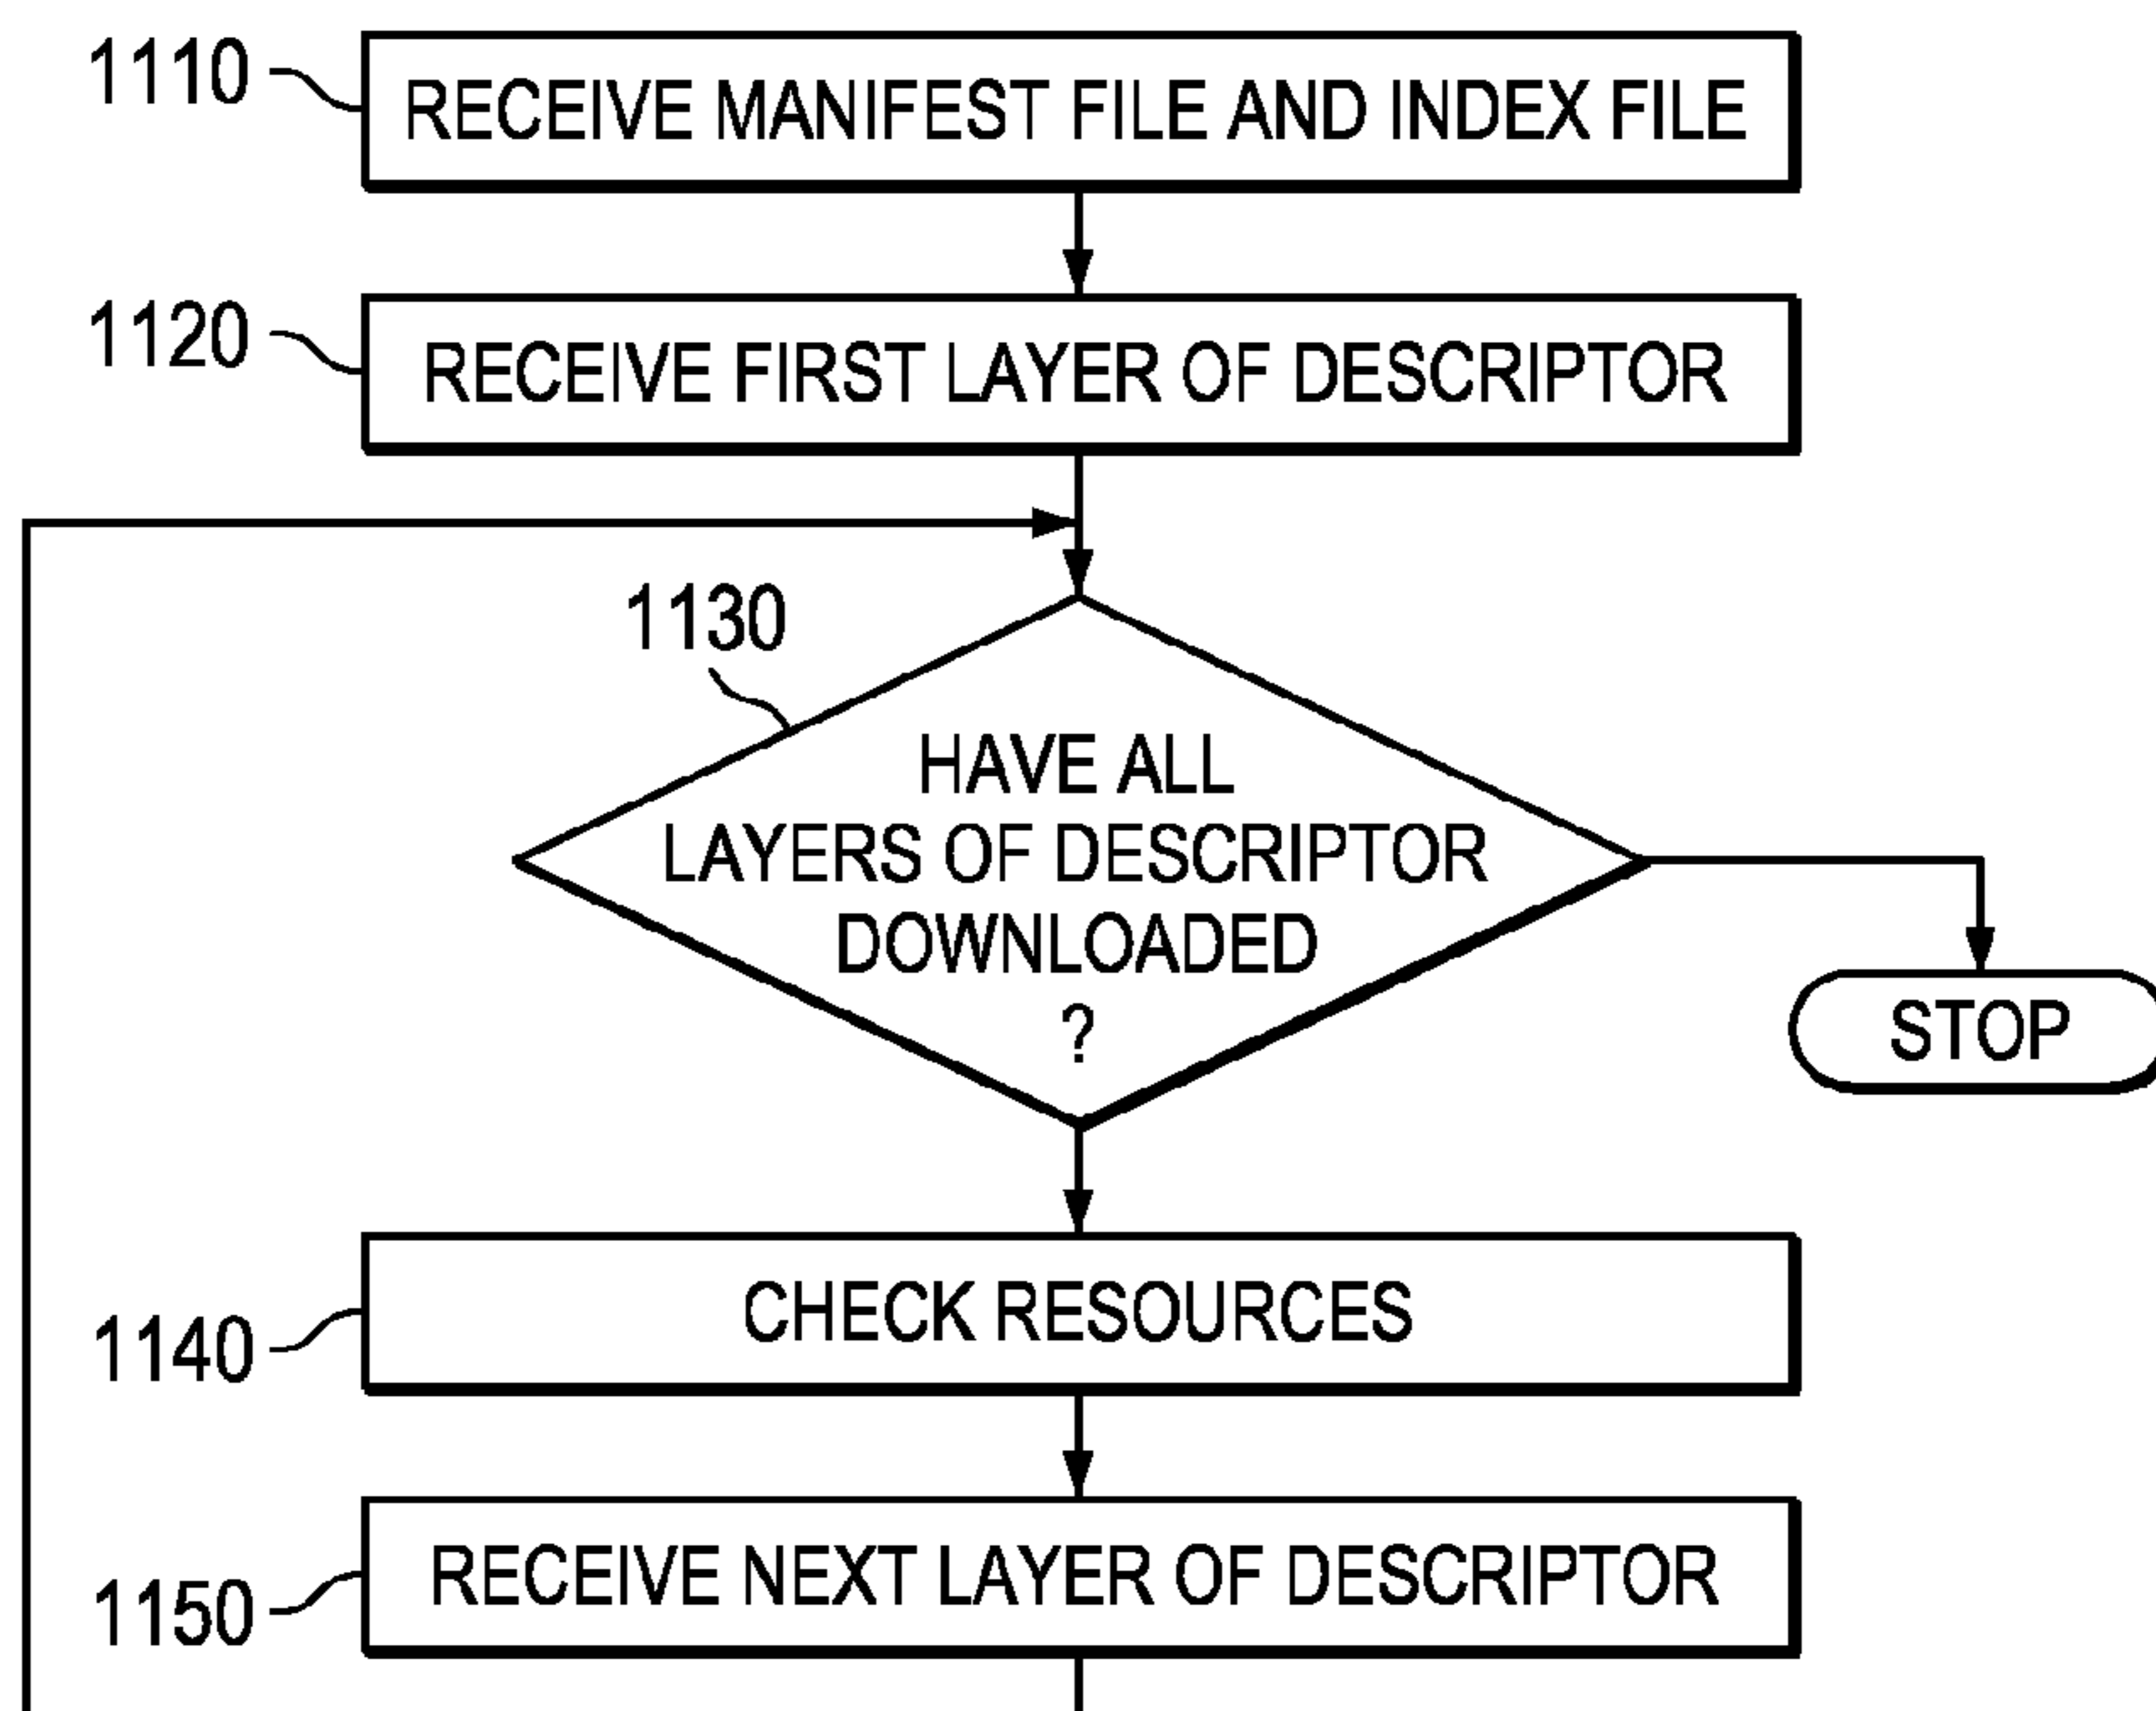 1110
RECEIVE MANIFEST FILE AND INDEX FILE
1120
RECEIVE FIRST LAYER OF DESCRIPTOR
1130
HAVE ALL
LAYERS OF DESCRIPTOR
DOWNLOADED
?
STOP
CHECK RESOURCES
1140
RECEIVE NEXT LAYER OF DESCRIPTOR
1150